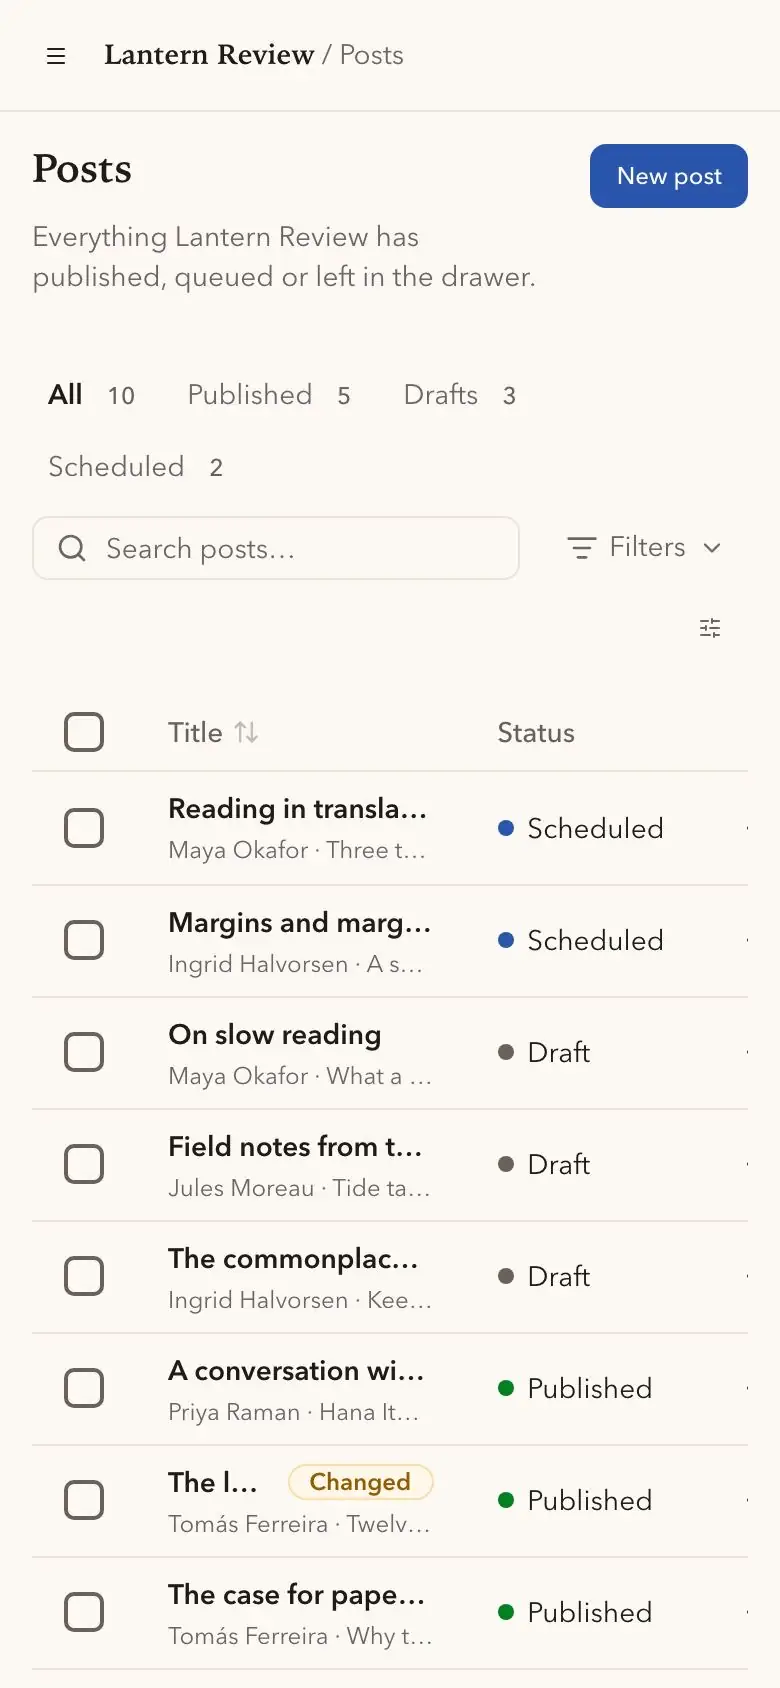 Lantern Review / Posts
Posts
New post
Everything Lantern Review has
published, queued or left in the drawer.
All 10 Published 5 Drafts 3
Scheduled 2
Search posts…
Filters
Title Status
Reading in transla…
Maya Okafor · Three t…
Scheduled
Margins and marg…
Ingrid Halvorsen · A s…
Scheduled
On slow reading
Maya Okafor · What a …
Draft
Field notes from t…
Jules Moreau · Tide ta…
Draft
The commonplac…
Ingrid Halvorsen · Kee…
Draft
A conversation wi…
Priya Raman · Hana It…
Published
The l… Changed
Tomás Ferreira · Twelv…
Published
The case for pape…
Tomás Ferreira · Why t…
Published